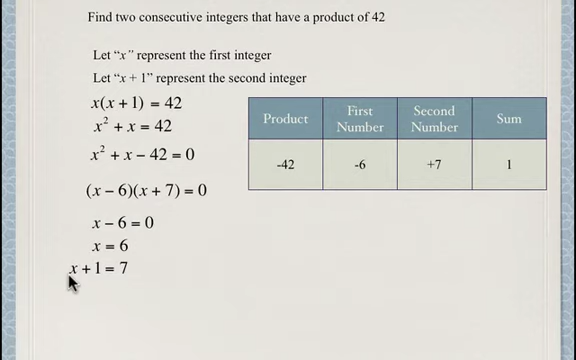 Find two consecutive integers that have a product of 42
Let “x” represent the first integer
Let “x + 1” represent the second integer
x(x + 1) = 42
x² + x = 42
x² + x − 42 = 0
(x − 6)(x + 7) = 0
x − 6 = 0
x = 6
x + 1 = 7
Product First Number Second Number Sum
-42 -6 +7 1